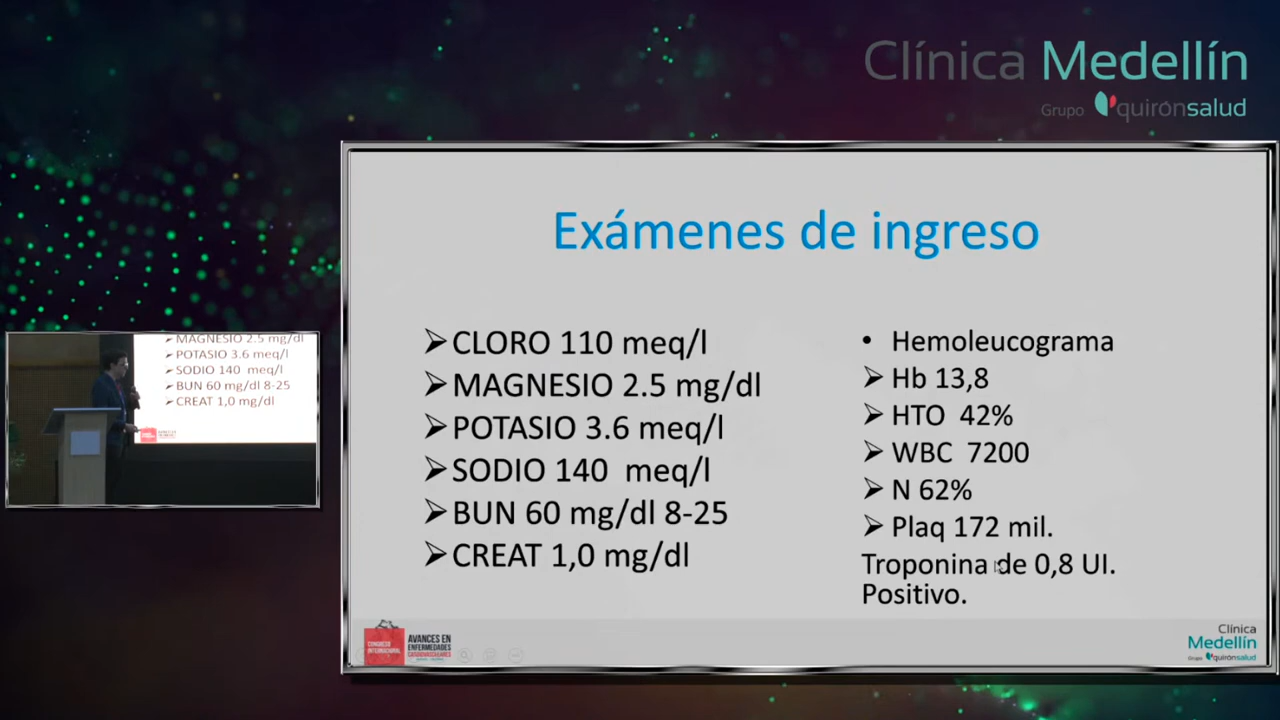 Clínica Medellín
Grupo quirónsalud
Exámenes de ingreso
➢CLORO 110 meq/l
➢MAGNESIO 2.5 mg/dl
➢POTASIO 3.6 meq/l
➢SODIO 140 meq/l
➢BUN 60 mg/dl 8-25
➢CREAT 1,0 mg/dl
• Hemoleucograma
➢ Hb 13,8
➢ HTO 42%
➢ WBC 7200
➢ N 62%
➢ Plaq 172 mil.
Troponina de 0,8 UI.
Positivo.
MAGNESIO 2.5 mg/dl
➢ POTASIO 3.6 meq/l
➢ SODIO 140 meq/l
➢ BUN 60 mg/dl 8-25
➢ CREAT 1,0 mg/dl
CONGRESO
INTERNACIONAL
AVANCES EN
ENFERMEDADES
CARDIOVASCULARES
Clínica
Medellín
Grupo quirónsalud